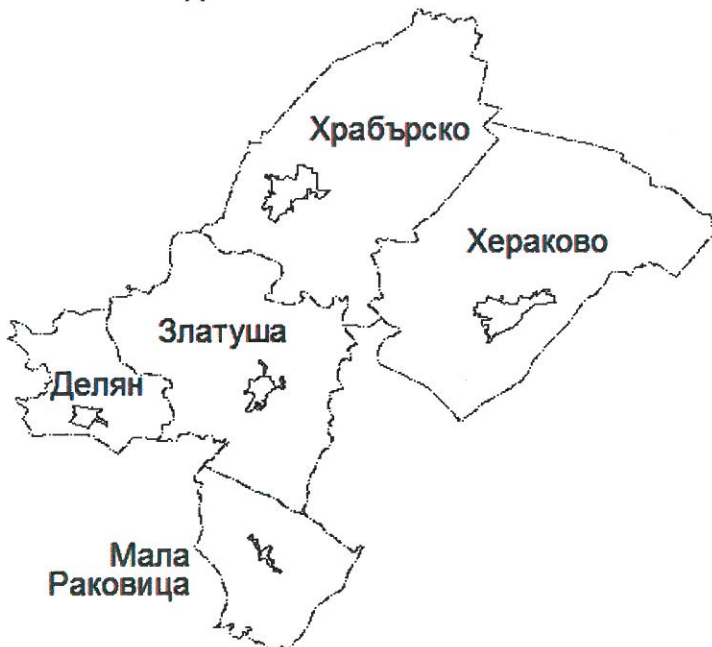 Храбърско
Хераково
Златуша
Делян
Мала
Раковица